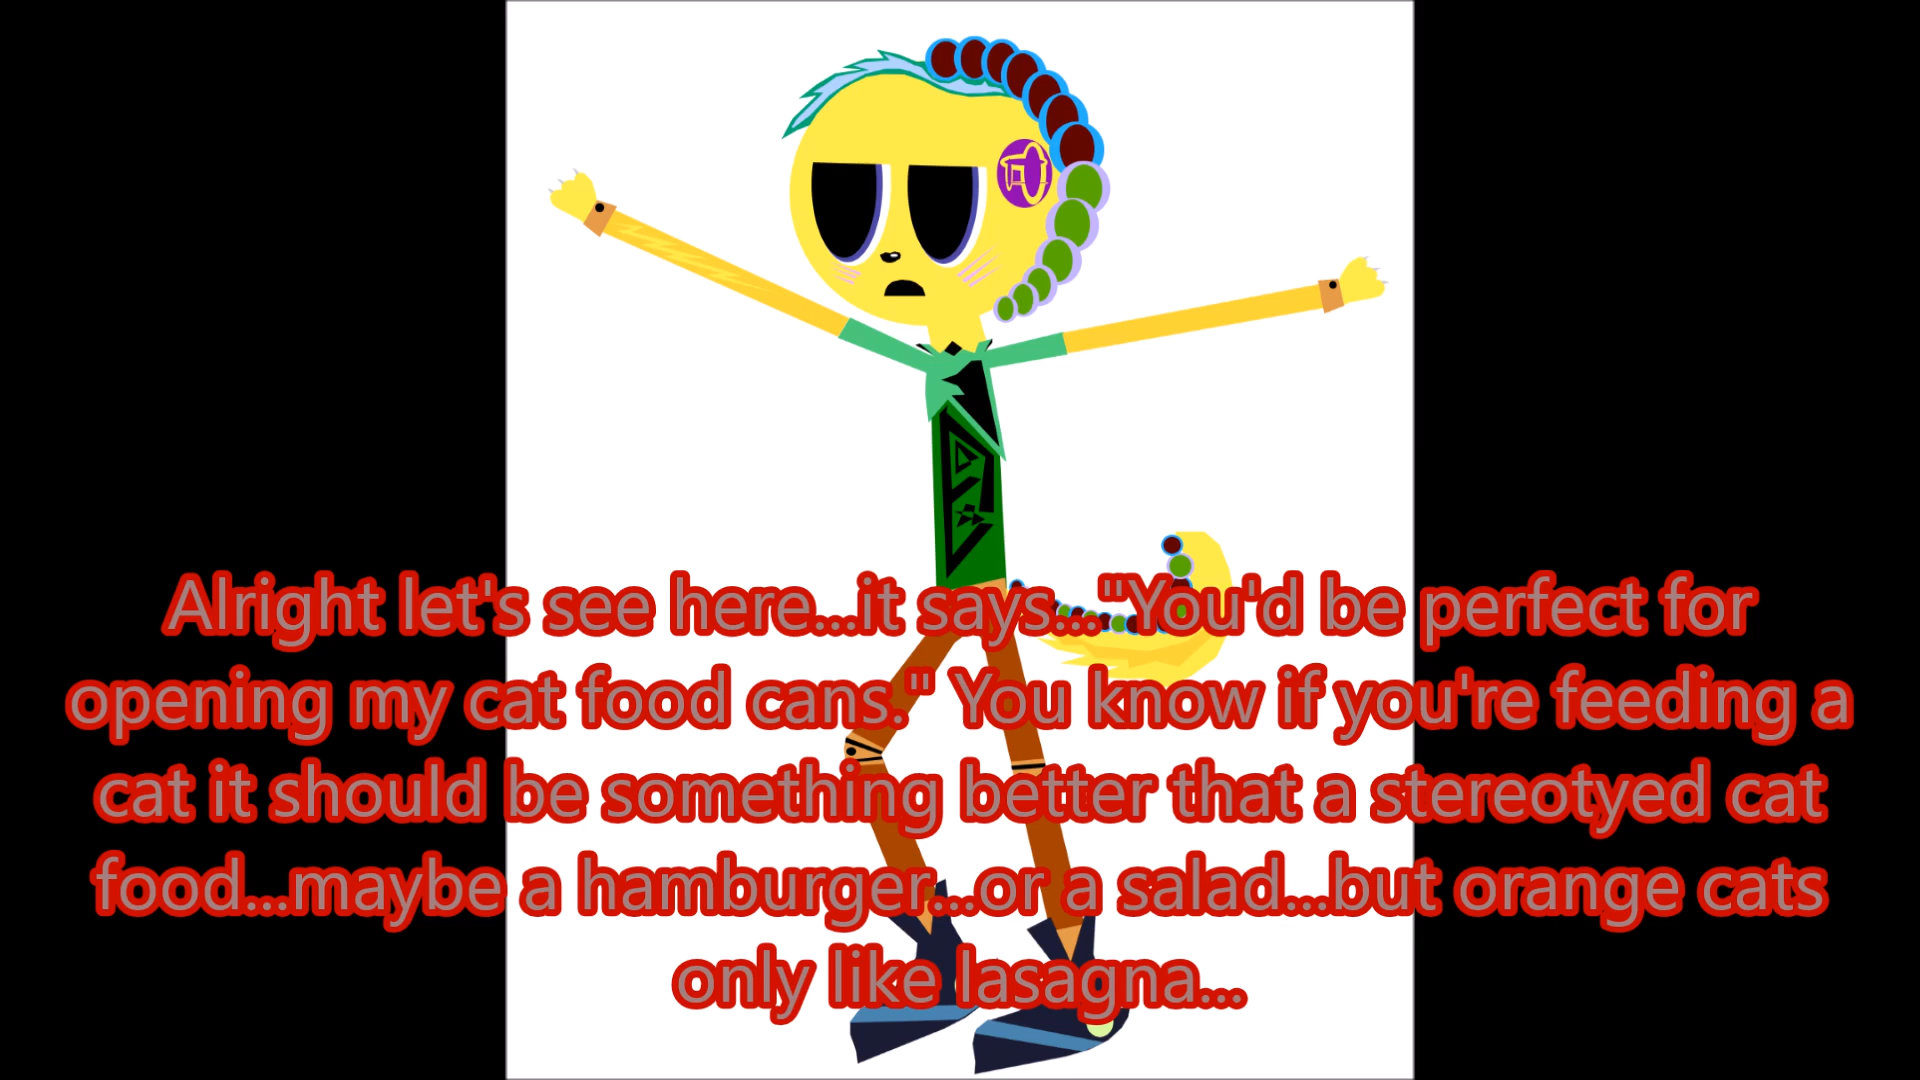 Alright let's see here...it says..."You'd be perfect for
opening my cat food cans." You know if you're feeding a
cat it should be something better that a stereotyed cat
food...maybe a hamburger...or a salad...but orange cats
only like lasagna...